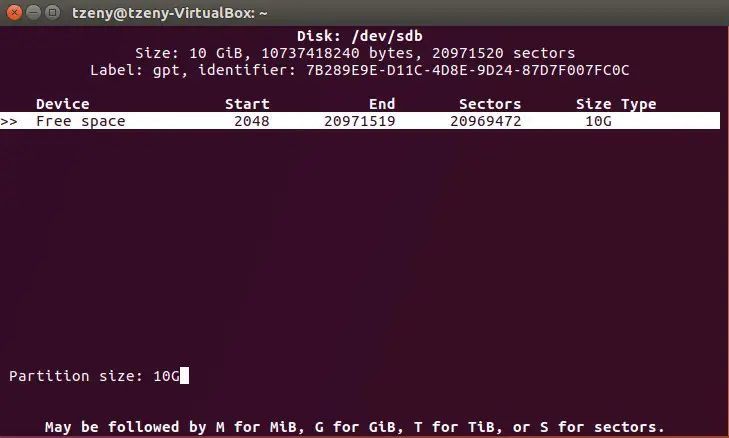 tzeny@tzeny-VirtualBox: ~
Disk: /dev/sdb
Size: 10 GiB, 10737418240 bytes, 20971520 sectors
Label: gpt, identifier: 7B289E9E-D11C-4D8E-9D24-87D7F007FC0C
Device Start End Sectors Size Type
>> Free space 2048 20971519 20969472 10G
Partition size: 10G
May be followed by M for MiB, G for GiB, T for TiB, or S for sectors.